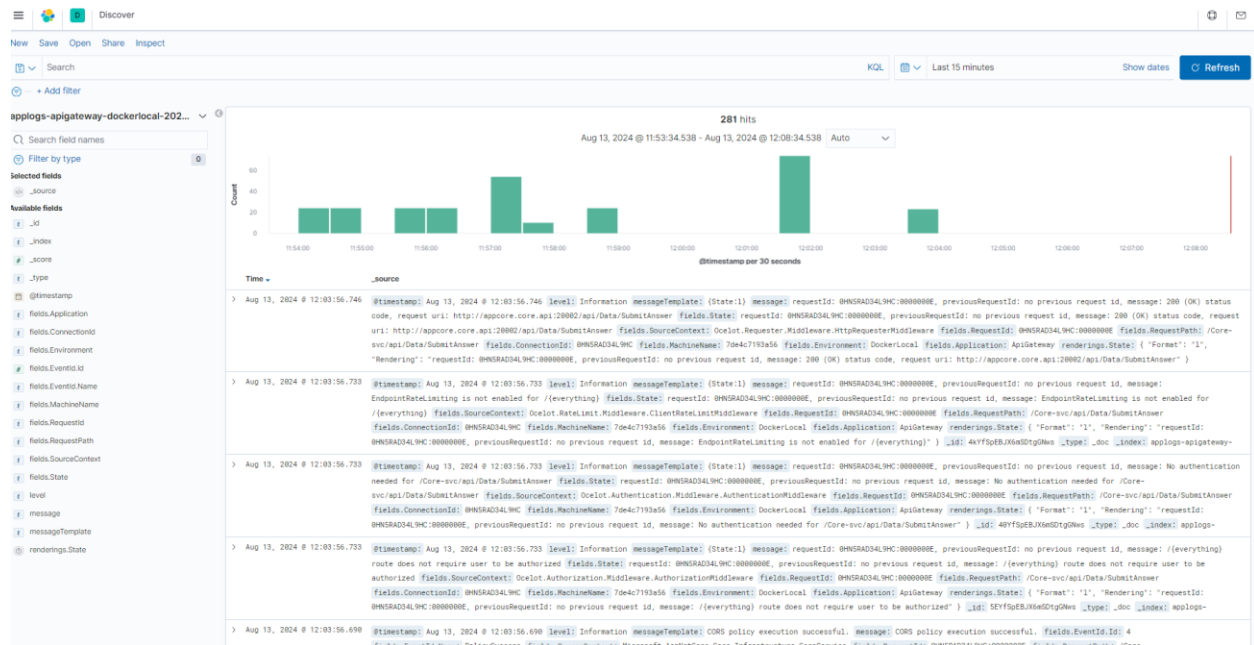 D Discover
New Save Open Share Inspect
Search KQL Last 15 minutes Show dates Refresh
+ Add filter
applogs-apigateway-dockerlocal-202...
Search field names
Filter by type 0
Selected fields
_source
Available fields
_id
_index
_score
_type
@timestamp
fields.Application
fields.ConnectionId
fields.Environment
fields.EventId.Id
fields.EventId.Name
fields.MachineName
fields.RequestId
fields.RequestPath
fields.SourceContext
fields.State
level
message
messageTemplate
renderings.State
281 hits
Aug 13, 2024 @ 11:53:34.538 - Aug 13, 2024 @ 12:08:34.538 Auto
Count
60
40
20
0
11:54:00 11:55:00 11:56:00 11:57:00 11:58:00 11:59:00 12:00:00 12:01:00 12:02:00 12:03:00 12:04:00 12:05:00 12:06:00 12:07:00 12:08:00
@timestamp per 30 seconds
Time _source
Aug 13, 2024 @ 12:03:56.746 @timestamp: Aug 13, 2024 @ 12:03:56.746 level: Information messageTemplate: {State:l} message: requestId: 0HN5RAD34L9HC:0000000E, previousRequestId: no previous request id, message: 200 (OK) status
code, request uri: http://appcore.core.api:20002/api/Data/SubmitAnswer fields.State: requestId: 0HN5RAD34L9HC:0000000E, previousRequestId: no previous request id, message: 200 (OK) status code, request
uri: http://appcore.core.api:20002/api/Data/SubmitAnswer fields.SourceContext: Ocelot.Requester.Middleware.HttpRequesterMiddleware fields.RequestId: 0HN5RAD34L9HC:0000000E fields.RequestPath: /Core-
svc/api/Data/SubmitAnswer fields.ConnectionId: 0HN5RAD34L9HC fields.MachineName: 7de4c7193a56 fields.Environment: DockerLocal fields.Application: ApiGateway renderings.State: { "Format": "l",
"Rendering": "requestId: 0HN5RAD34L9HC:0000000E, previousRequestId: no previous request id, message: 200 (OK) status code, request uri: http://appcore.core.api:20002/api/Data/SubmitAnswer" }
Aug 13, 2024 @ 12:03:56.733 @timestamp: Aug 13, 2024 @ 12:03:56.733 level: Information messageTemplate: {State:l} message: requestId: 0HN5RAD34L9HC:0000000E, previousRequestId: no previous request id, message:
EndpointRateLimiting is not enabled for /{everything} fields.State: requestId: 0HN5RAD34L9HC:0000000E, previousRequestId: no previous request id, message: EndpointRateLimiting is not enabled for
/{everything} fields.SourceContext: Ocelot.RateLimit.Middleware.ClientRateLimitMiddleware fields.RequestId: 0HN5RAD34L9HC:0000000E fields.RequestPath: /Core-svc/api/Data/SubmitAnswer
fields.ConnectionId: 0HN5RAD34L9HC fields.MachineName: 7de4c7193a56 fields.Environment: DockerLocal fields.Application: ApiGateway renderings.State: { "Format": "l", "Rendering": "requestId:
0HN5RAD34L9HC:0000000E, previousRequestId: no previous request id, message: EndpointRateLimiting is not enabled for /{everything}" } _id: 4kYfSpEBJX6mSDtgGNws _type: _doc _index: applogs-apigateway-
Aug 13, 2024 @ 12:03:56.733 @timestamp: Aug 13, 2024 @ 12:03:56.733 level: Information messageTemplate: {State:l} message: requestId: 0HN5RAD34L9HC:0000000E, previousRequestId: no previous request id, message: No authentication
needed for /Core-svc/api/Data/SubmitAnswer fields.State: requestId: 0HN5RAD34L9HC:0000000E, previousRequestId: no previous request id, message: No authentication needed for /Core-
svc/api/Data/SubmitAnswer fields.SourceContext: Ocelot.Authentication.Middleware.AuthenticationMiddleware fields.RequestId: 0HN5RAD34L9HC:0000000E fields.RequestPath: /Core-svc/api/Data/SubmitAnswer
fields.ConnectionId: 0HN5RAD34L9HC fields.MachineName: 7de4c7193a56 fields.Environment: DockerLocal fields.Application: ApiGateway renderings.State: { "Format": "l", "Rendering": "requestId:
0HN5RAD34L9HC:0000000E, previousRequestId: no previous request id, message: No authentication needed for /Core-svc/api/Data/SubmitAnswer" } _id: 40YfSpEBJX6mSDtgGNws _type: _doc _index: applogs-
Aug 13, 2024 @ 12:03:56.733 @timestamp: Aug 13, 2024 @ 12:03:56.733 level: Information messageTemplate: {State:l} message: requestId: 0HN5RAD34L9HC:0000000E, previousRequestId: no previous request id, message: /{everything}
route does not require user to be authorized fields.State: requestId: 0HN5RAD34L9HC:0000000E, previousRequestId: no previous request id, message: /{everything} route does not require user to be
authorized fields.SourceContext: Ocelot.Authorization.Middleware.AuthorizationMiddleware fields.RequestId: 0HN5RAD34L9HC:0000000E fields.RequestPath: /Core-svc/api/Data/SubmitAnswer
fields.ConnectionId: 0HN5RAD34L9HC fields.MachineName: 7de4c7193a56 fields.Environment: DockerLocal fields.Application: ApiGateway renderings.State: { "Format": "l", "Rendering": "requestId:
0HN5RAD34L9HC:0000000E, previousRequestId: no previous request id, message: /{everything} route does not require user to be authorized" } _id: 5EYfSpEBJX6mSDtgGNws _type: _doc _index: applogs-
Aug 13, 2024 @ 12:03:56.690 @timestamp: Aug 13, 2024 @ 12:03:56.690 level: Information messageTemplate: CORS policy execution successful. message: CORS policy execution successful. fields.EventId.Id: 4